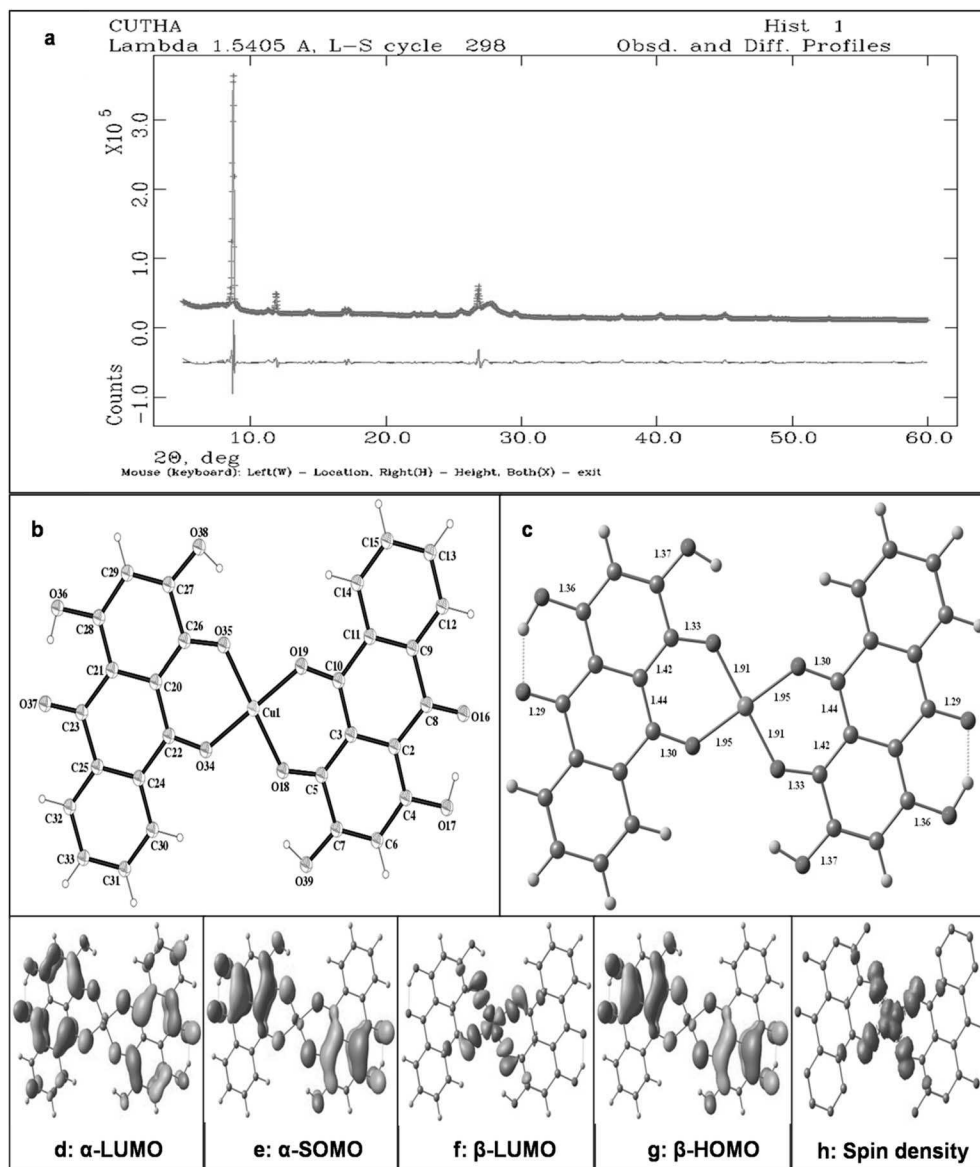 a
CUTHA Hist 1
Lambda 1.5405 A, L-S cycle 298 Obsd. and Diff. Profiles
X10 5
3.0
2.0
1.0
0.0
Counts
-1.0
10.0 20.0 30.0 40.0 50.0 60.0
2Θ, deg
Mouse (keyboard): Left(W) - Location, Right(H) - Height, Both(X) - exit
b
O38
C29
C27
O36
C28
C26
O35
C21
C20
O37
C23
C22
O34
C25
C24
C32
C30
C33
C31
Cu1
C15
C13
C14
C12
C11
C9
O19
C10
C8
O16
C3
C2
O18
C5
C4
O17
C7
C6
O39
c
1.37
1.36
1.33
1.42
1.91
1.30
1.95
1.44
1.29
1.29
1.44
1.30
1.95
1.91
1.42
1.33
1.36
1.37
d: α-LUMO
e: α-SOMO
f: β-LUMO
g: β-HOMO
h: Spin density